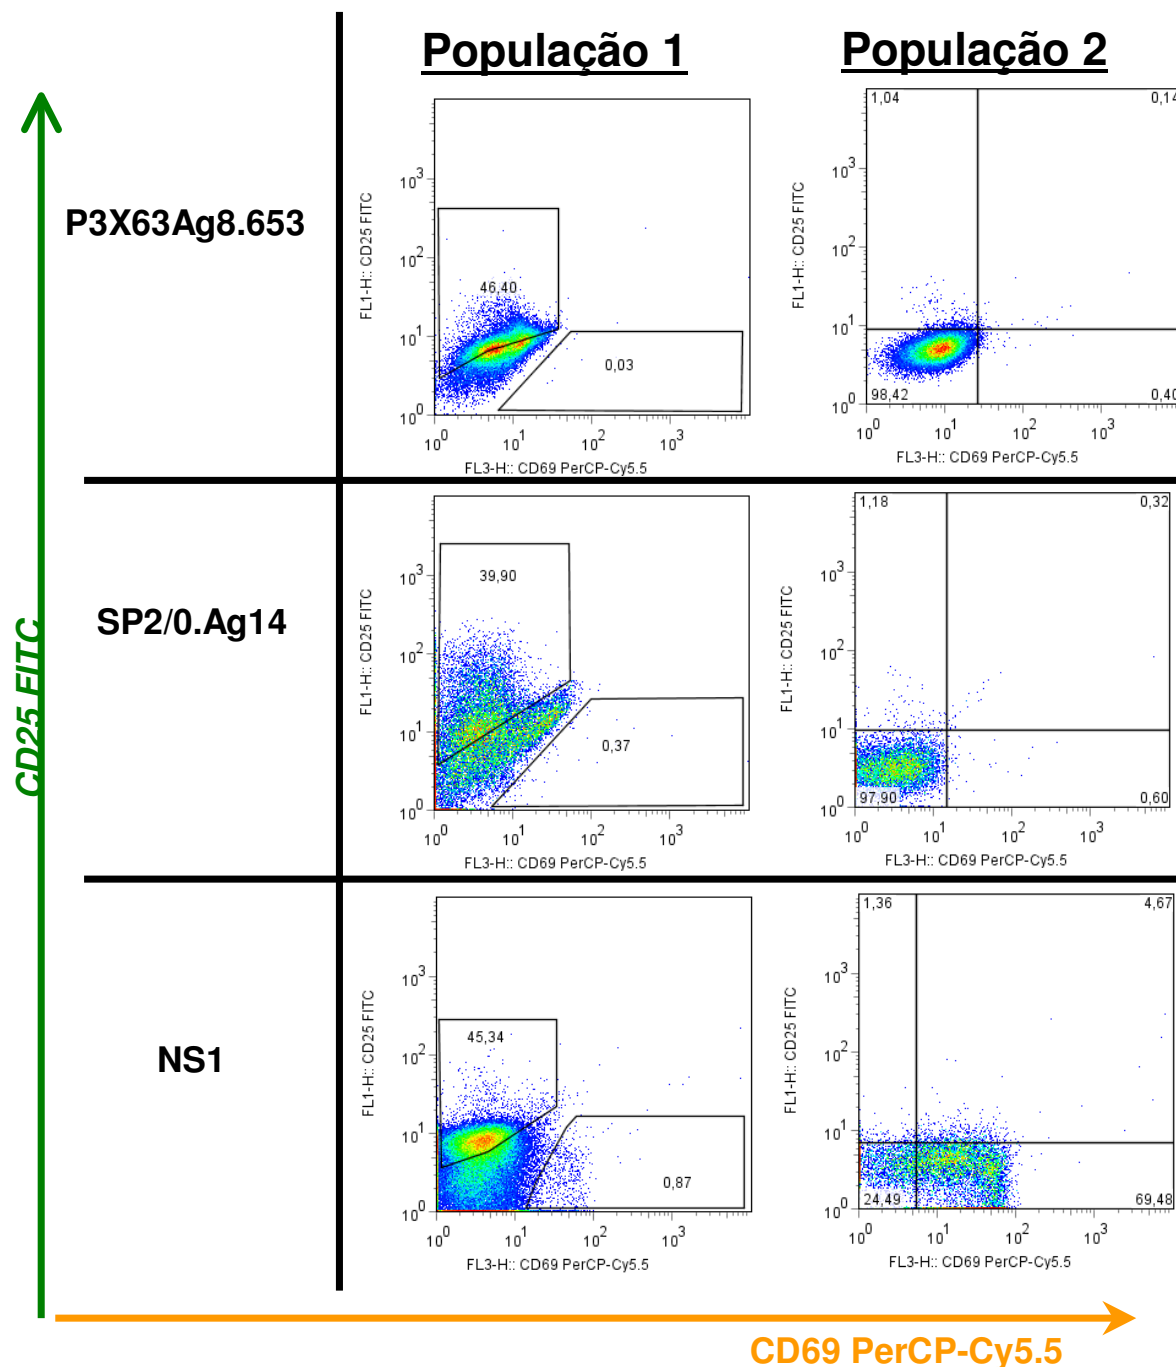 População 1
População 2
P3X63Ag8.653
FL1-H:: CD25 FITC
10^3
10^2
10^1
10^0
46,40
0,03
10^0 10^1 10^2 10^3
FL3-H:: CD69 PerCP-Cy5.5
1,04 0,14
FL1-H:: CD25 FITC
10^3
10^2
10^1
10^0
98,42 0,40
10^0 10^1 10^2 10^3
FL3-H:: CD69 PerCP-Cy5.5
SP2/0.Ag14
FL1-H:: CD25 FITC
10^3
10^2
10^1
10^0
39,90
0,37
10^0 10^1 10^2 10^3
FL3-H:: CD69 PerCP-Cy5.5
1,18 0,32
FL1-H:: CD25 FITC
10^3
10^2
10^1
10^0
97,90 0,60
10^0 10^1 10^2 10^3
FL3-H:: CD69 PerCP-Cy5.5
NS1
FL1-H:: CD25 FITC
10^3
10^2
10^1
10^0
45,34
0,87
10^0 10^1 10^2 10^3
FL3-H:: CD69 PerCP-Cy5.5
1,36 4,67
FL1-H:: CD25 FITC
10^3
10^2
10^1
10^0
24,49 69,48
10^0 10^1 10^2 10^3
FL3-H:: CD69 PerCP-Cy5.5
CD25 FITC
CD69 PerCP-Cy5.5